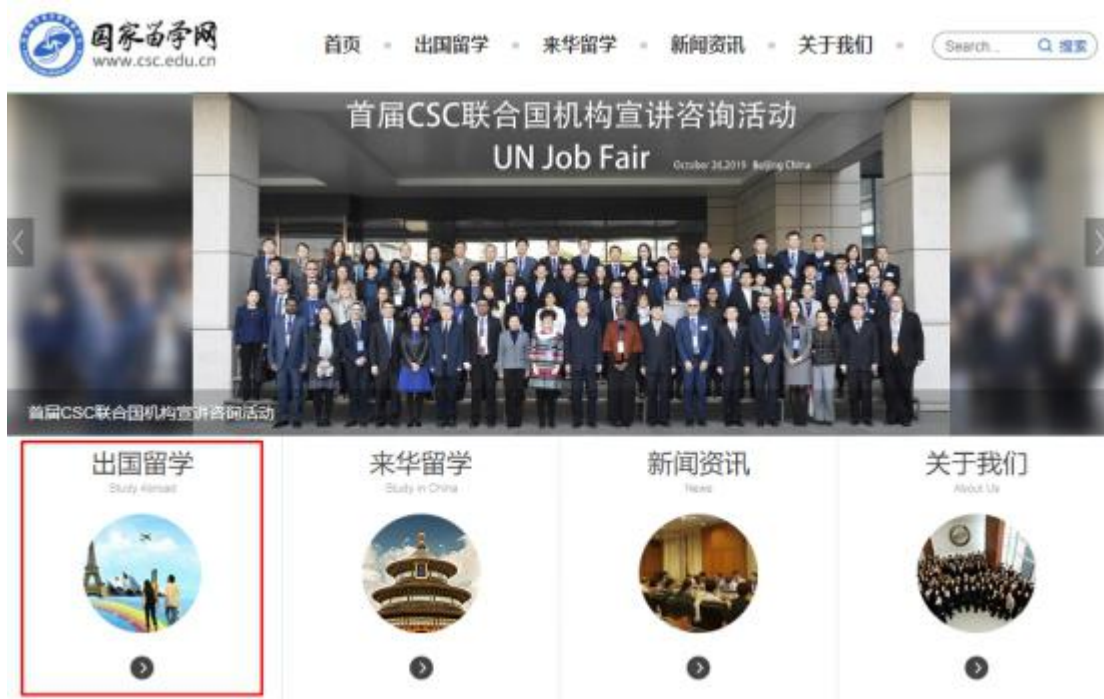 国家留学网
www.csc.edu.cn
首页 出国留学 来华留学 新闻资讯 关于我们 Search... 搜索
首届CSC联合国机构宣讲咨询活动
UN Job Fair October 26,2019 Beijing China
首届CSC联合国机构宣讲咨询活动
出国留学 来华留学 新闻资讯 关于我们
Study Abroad Study in China News About Us